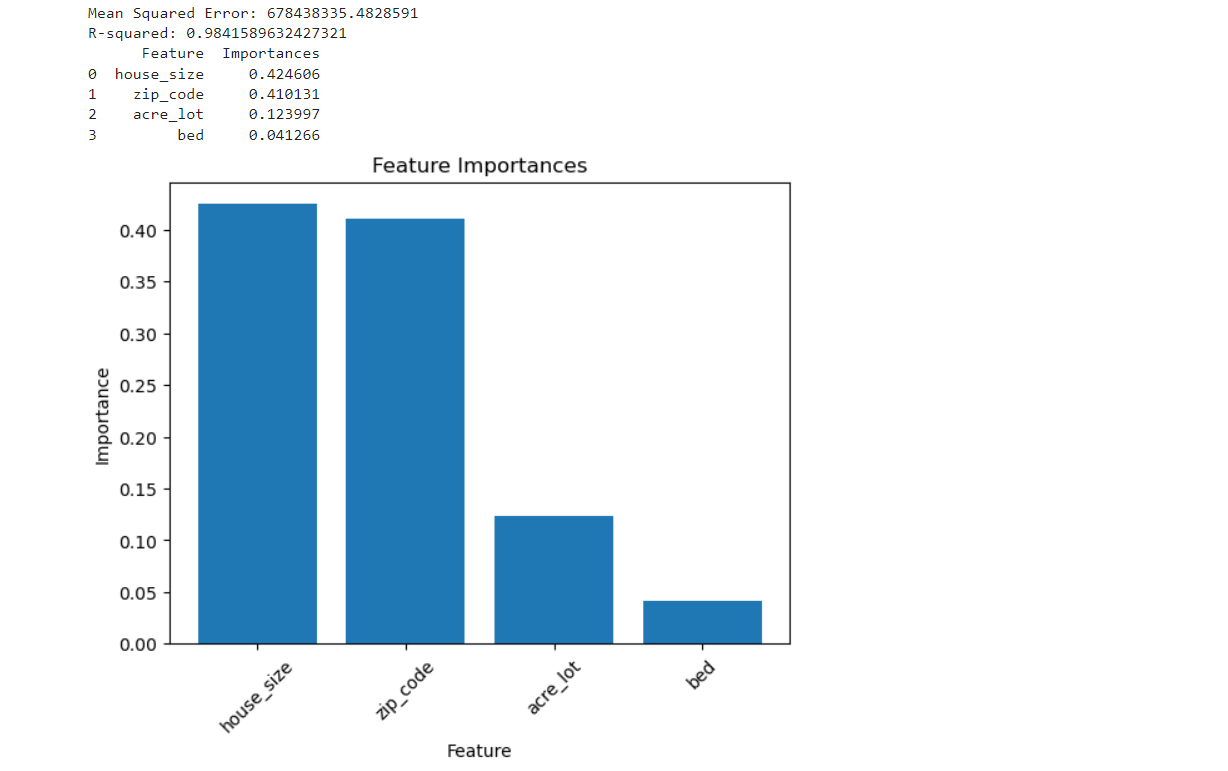 Mean Squared Error: 678438335.4828591
R-squared: 0.9841589632427321
Feature Importances
0 house_size 0.424606
1 zip_code 0.410131
2 acre_lot 0.123997
3 bed 0.041266
Feature Importances
0.40
0.35
0.30
0.25
0.20
0.15
0.10
0.05
0.00
Importance
house_size
zip_code
acre_lot
bed
Feature